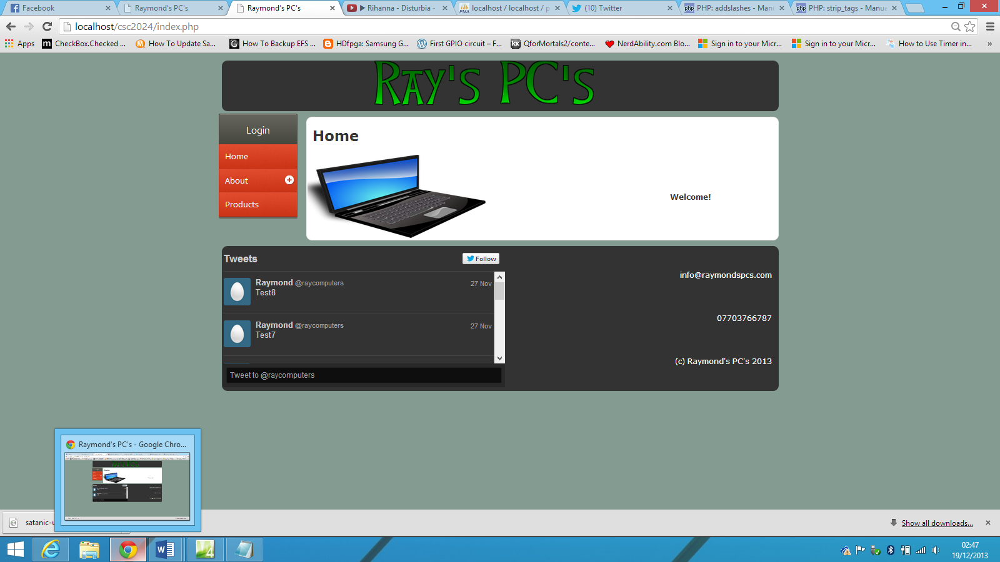 Facebook
Raymond's PC's
Raymond's PC's
Rihanna - Disturbia -
localhost / localhost / p
(10) Twitter
PHP: addslashes - Manu
PHP: strip_tags - Manua
localhost/csc2024/index.php
Apps
CheckBox.Checked ...
How To Update Sa...
How To Backup EFS ...
HDfpga: Samsung G...
First GPIO circuit – F...
QforMortals2/conte...
NerdAbility.com Blo...
Sign in to your Micr...
Sign in to your Micr...
How to Use Timer in...
»
RAY'S PC'S
Login
Home
About
Products
Home
Welcome!
Tweets
Follow
Raymond @raycomputers 27 Nov
Test8
Raymond @raycomputers 27 Nov
Test7
Tweet to @raycomputers
info@raymondspcs.com
07703766787
(c) Raymond's PC's 2013
Raymond's PC's - Google Chro...
satanic-u
Show all downloads...
02:47
19/12/2013